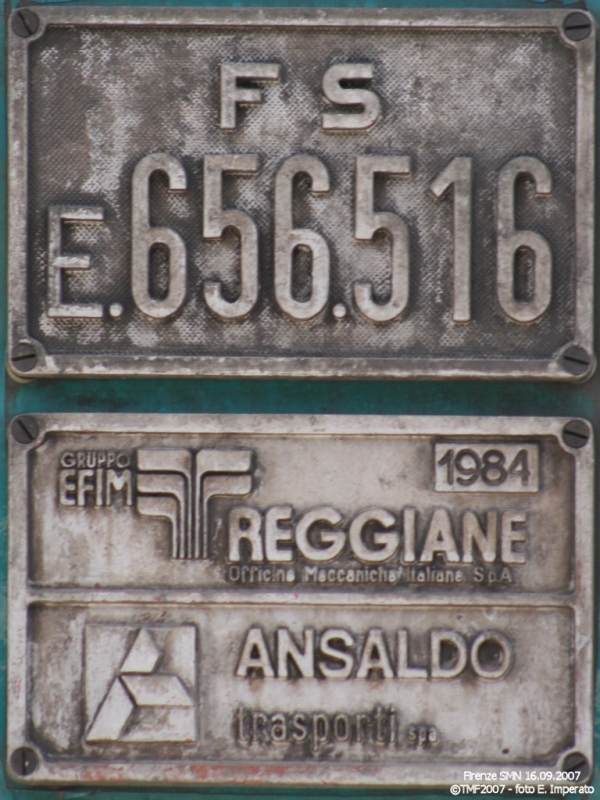 F S
E.656.516
GRUPPO
EFIM
1984
REGGIANE
Officine Meccaniche Italiane S.p.A
ANSALDO
trasporti spa
Firenze SMN 16.09.2007
©TMF2007 - foto E. Imperato